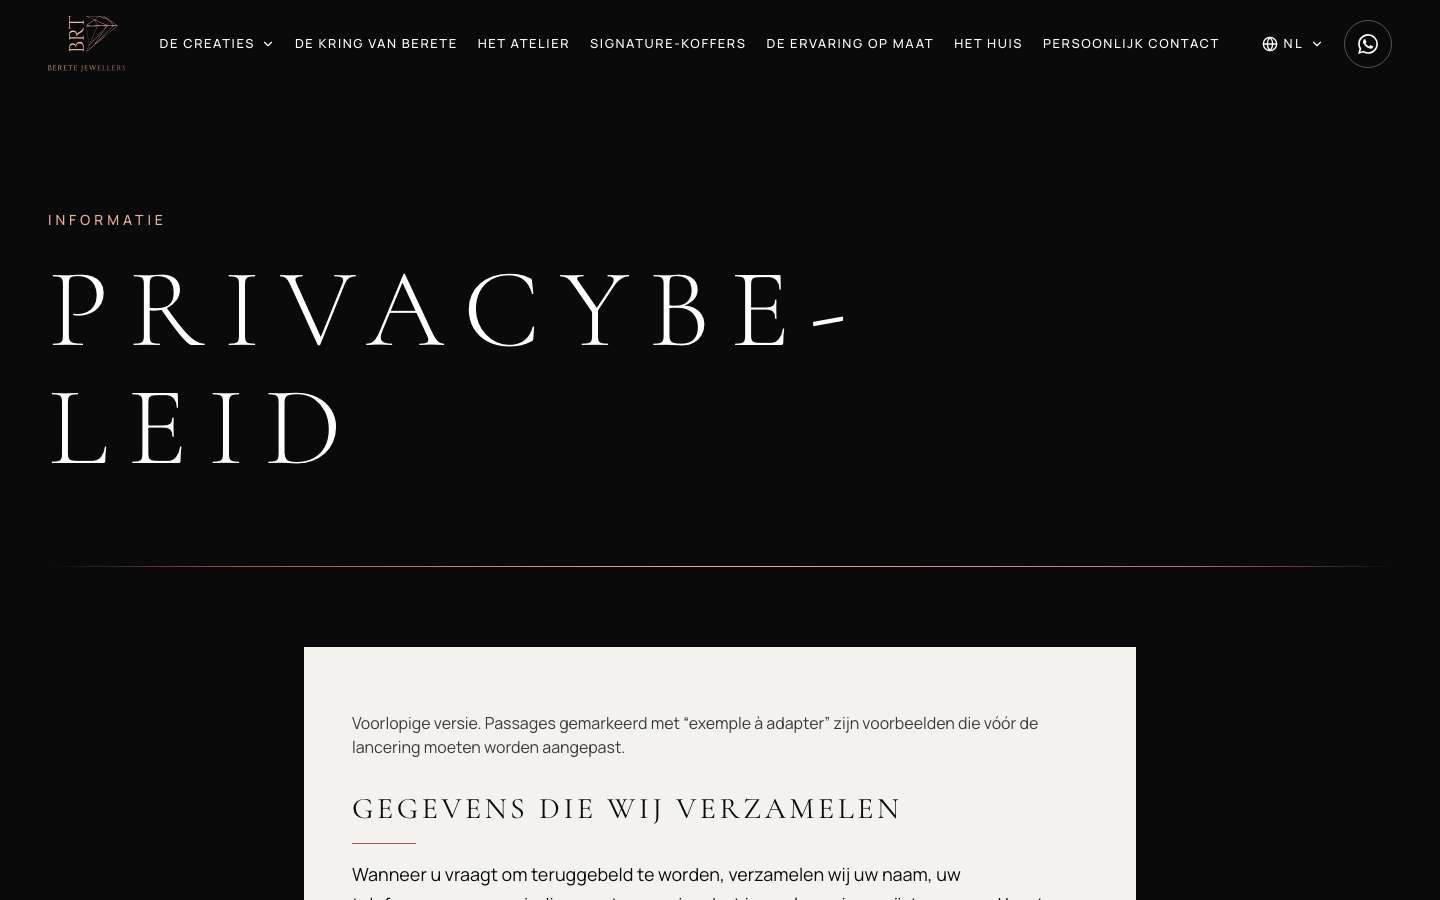 BRT
BERETE JEWELLERS
DE CREATIES
DE KRING VAN BERETE
HET ATELIER
SIGNATURE-KOFFERS
DE ERVARING OP MAAT
HET HUIS
PERSOONLIJK CONTACT
NL
INFORMATIE
PRIVACYBE-
LEID
Voorlopige versie. Passages gemarkeerd met “exemple à adapter” zijn voorbeelden die vóór de
lancering moeten worden aangepast.
GEGEVENS DIE WIJ VERZAMELEN
Wanneer u vraagt om teruggebeld te worden, verzamelen wij uw naam, uw